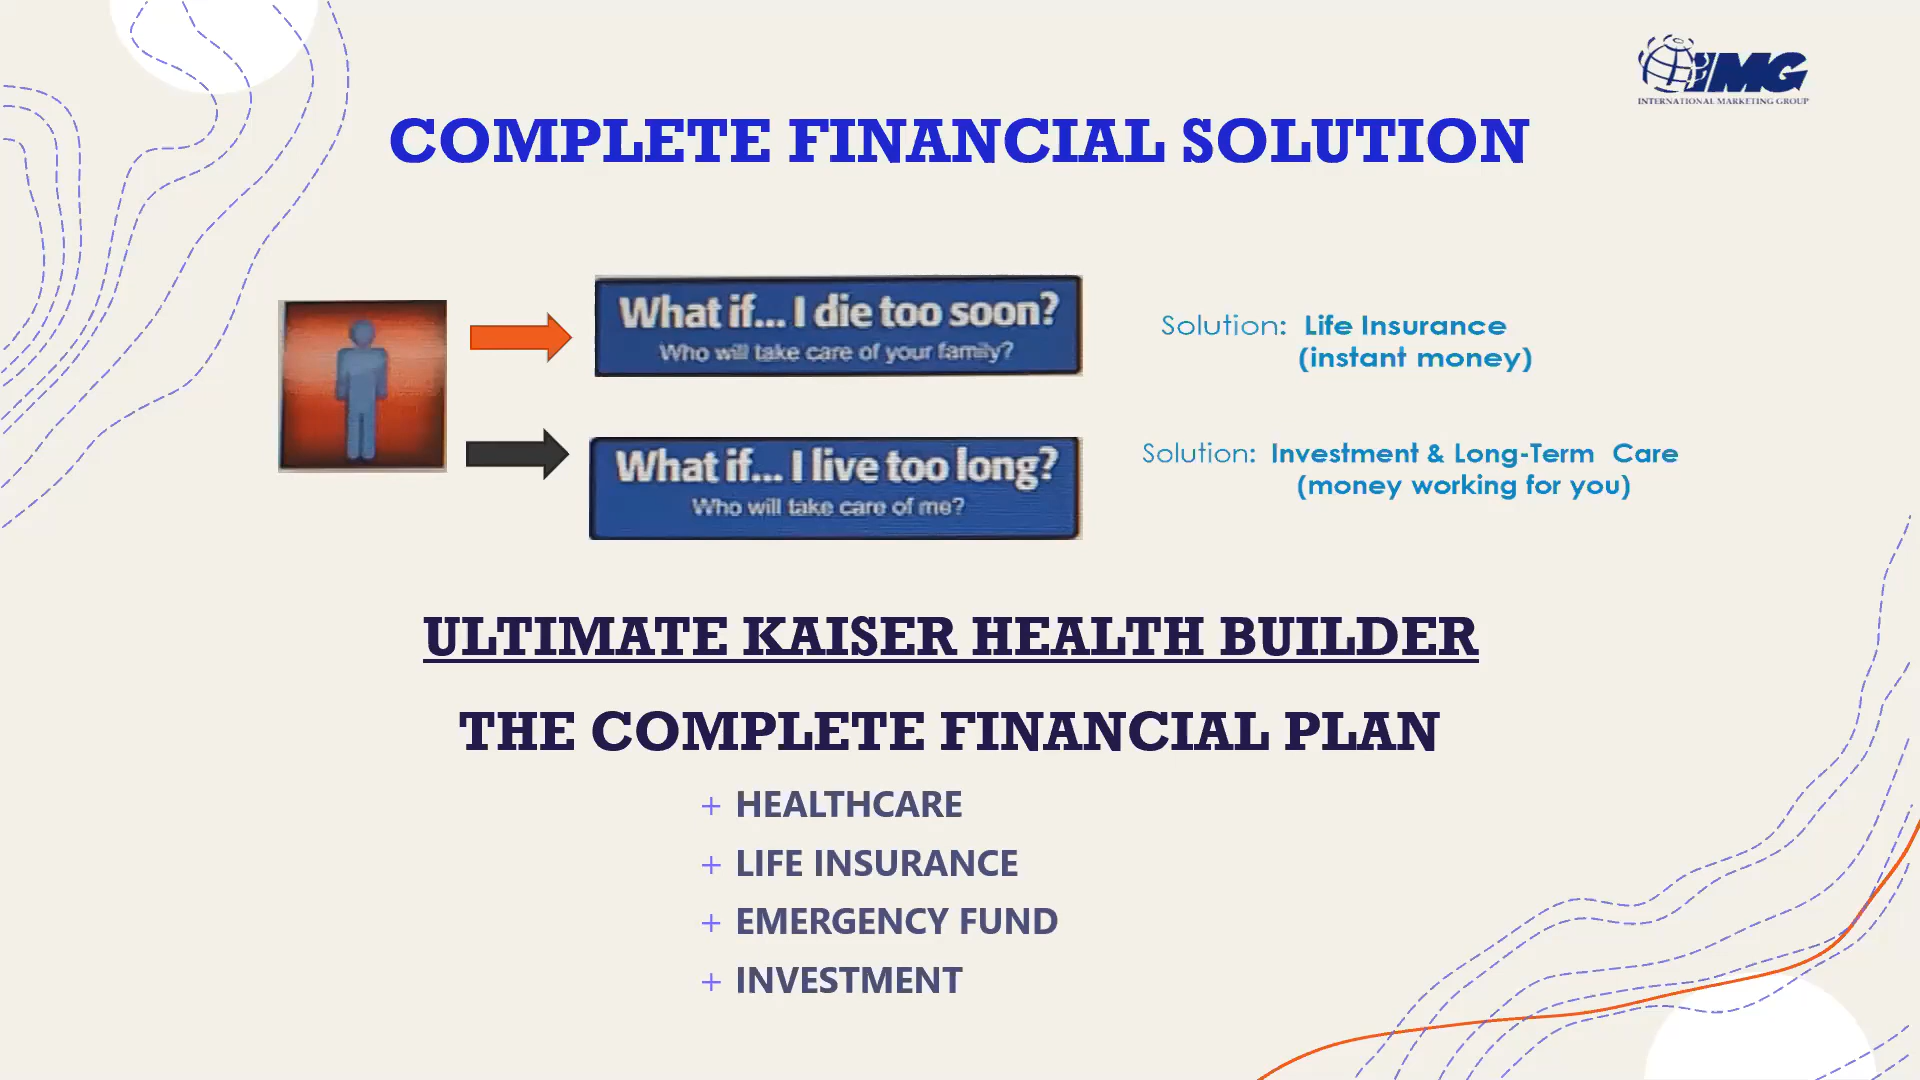 IMG
INTERNATIONAL MARKETING GROUP
COMPLETE FINANCIAL SOLUTION
What if... I die too soon?
Who will take care of your family?
Solution: Life Insurance
(instant money)
What if... I live too long?
Who will take care of me?
Solution: Investment & Long-Term Care
(money working for you)
ULTIMATE KAISER HEALTH BUILDER
THE COMPLETE FINANCIAL PLAN
+ HEALTHCARE
+ LIFE INSURANCE
+ EMERGENCY FUND
+ INVESTMENT